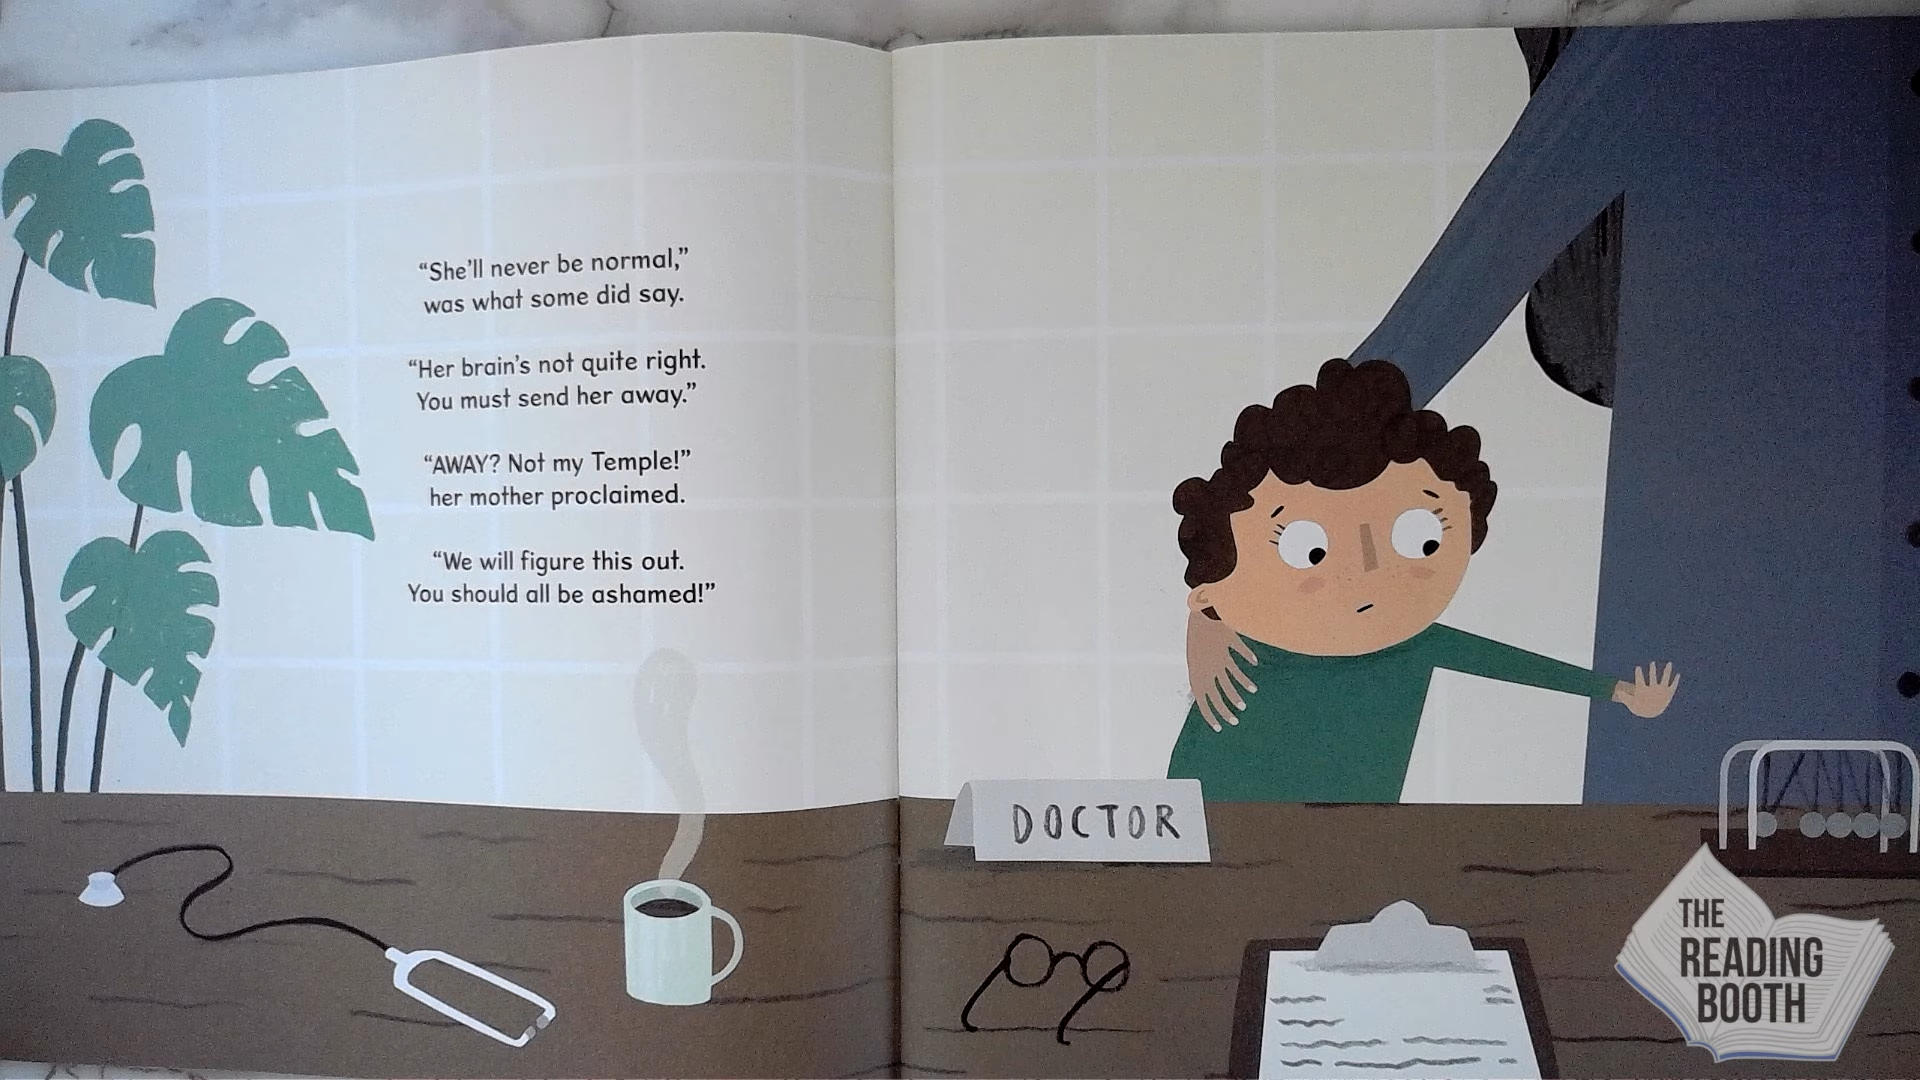 “She’ll never be normal,”
was what some did say.
“Her brain’s not quite right.
You must send her away.”
“AWAY? Not my Temple!”
her mother proclaimed.
“We will figure this out.
You should all be ashamed!”
DOCTOR
THE
READING
BOOTH